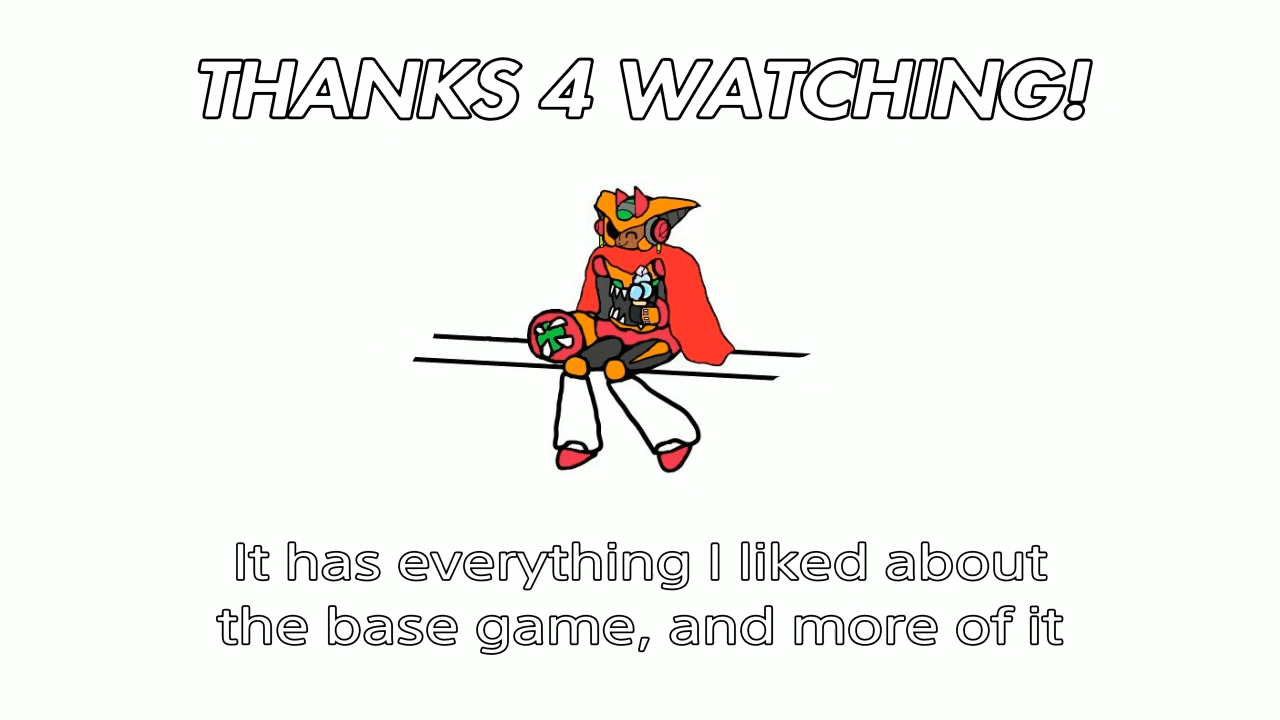 THANKS 4 WATCHING!
It has everything I liked about
the base game, and more of it